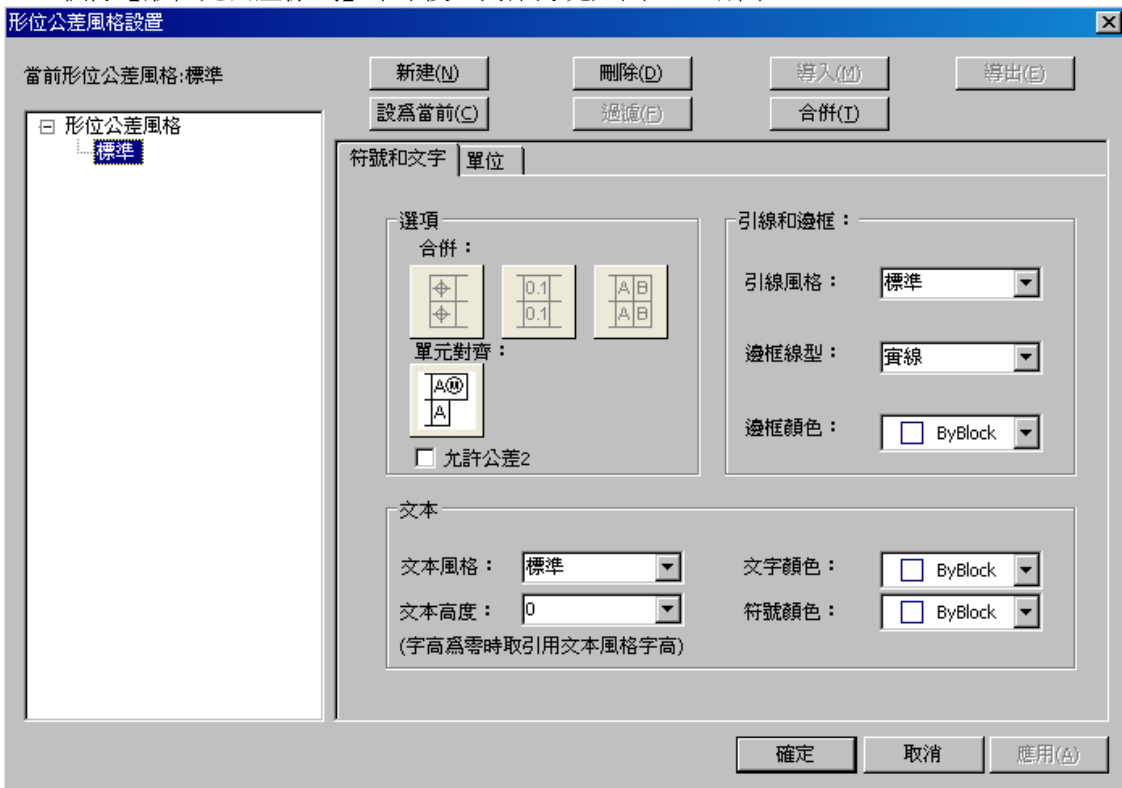 形位公差風格設置
當前形位公差風格:標準
新建(N) 刪除(D) 導入(M) 導出(E)
設爲當前(C) 過濾(F) 合併(T)
形位公差風格
標準
符號和文字 單位
選項
合併：
0.1 A B
0.1 A B
單元對齊：
AⓂ
A
允許公差2
引線和邊框：
引線風格： 標準
邊框線型： 實線
邊框顏色： ByBlock
文本
文本風格： 標準 文字顏色： ByBlock
文本高度： 0 符號顏色： ByBlock
(字高爲零時取引用文本風格字高)
確定 取消 應用(A)